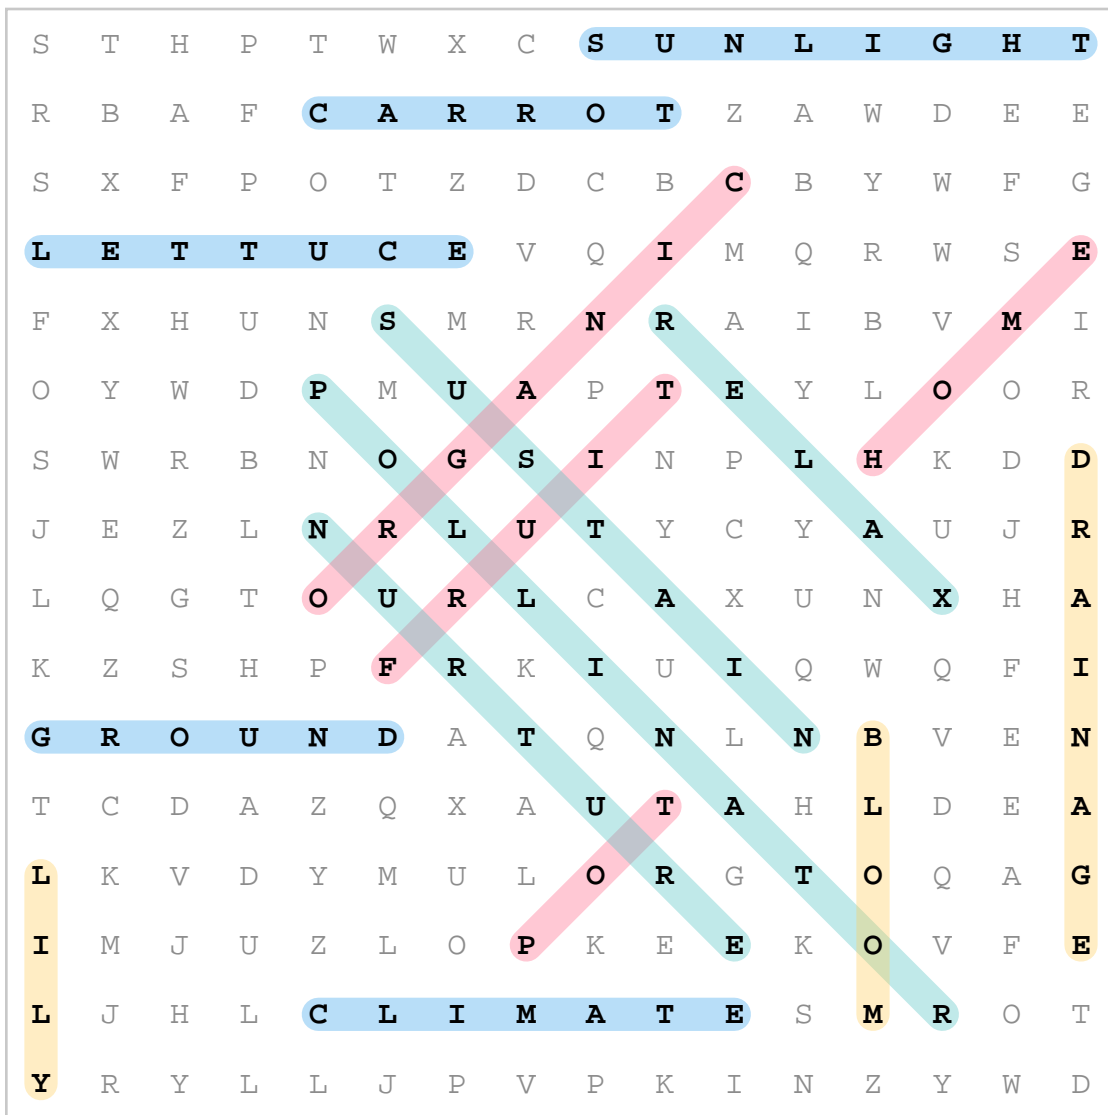 S T H P T W X C S U N L I G H T
R B A F C A R R O T Z A W D E E
S X F P O T Z D C B C B Y W F G
L E T T U C E V Q I M Q R W S E
F X H U N S M R N R A I B V M I
O Y W D P M U A P T E Y L O O R
S W R B N O G S I N P L H K D D
J E Z L N R L U T Y C Y A U J R
L Q G T O U R L C A X U N X H A
K Z S H P F R K I U I Q W Q F I
G R O U N D A T Q N L N B V E N
T C D A Z Q X A U T A H L D E A
L K V D Y M U L O R G T O Q A G
I M J U Z L O P K E E K O V F E
L J H L C L I M A T E S M R O T
Y R Y L L J P V P K I N Z Y W D